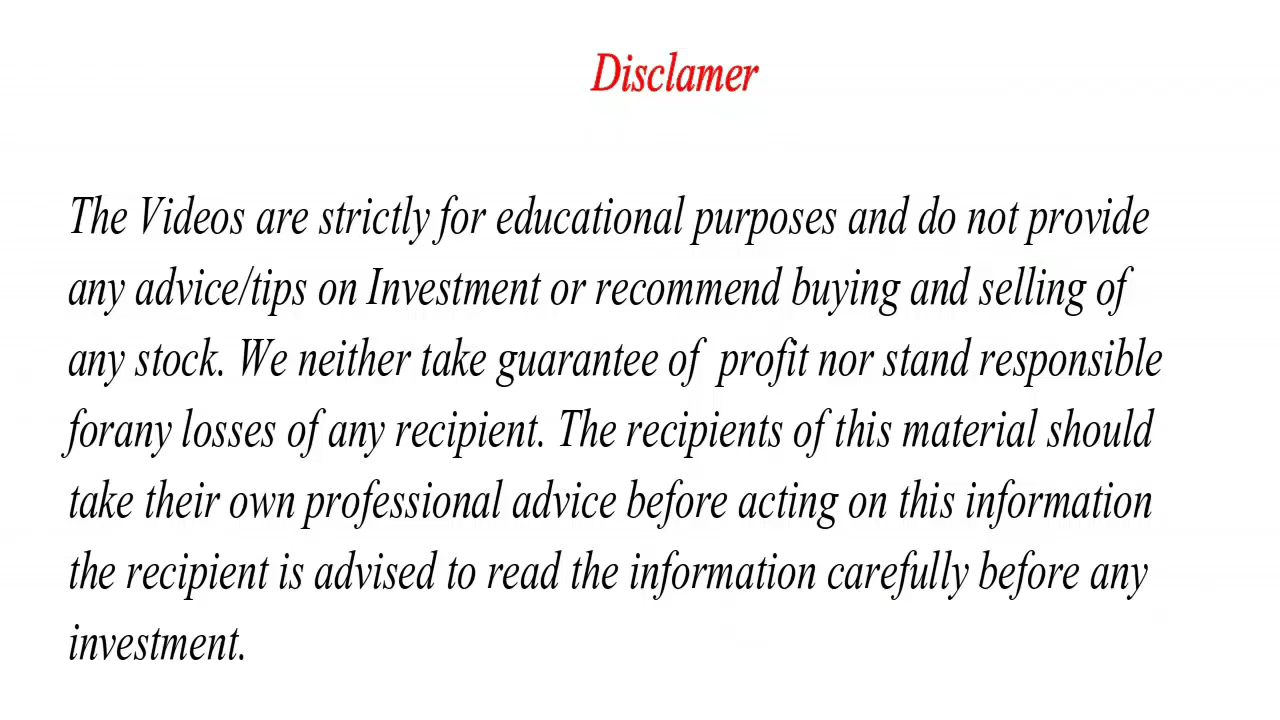 Disclamer
The Videos are strictly for educational purposes and do not provide
any advice/tips on Investment or recommend buying and selling of
any stock. We neither take guarantee of  profit nor stand responsible
forany losses of any recipient. The recipients of this material should
take their own professional advice before acting on this information
the recipient is advised to read the information carefully before any
investment.